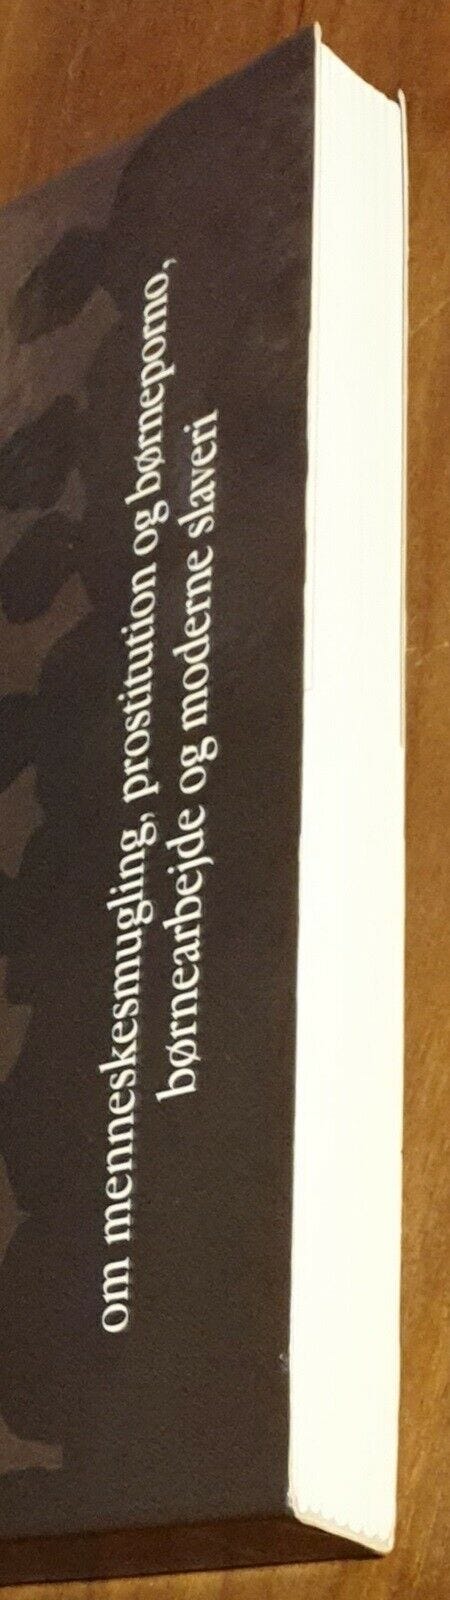 om menneskesmugling, prostitution og børneporno,
børnearbejde og moderne slaveri